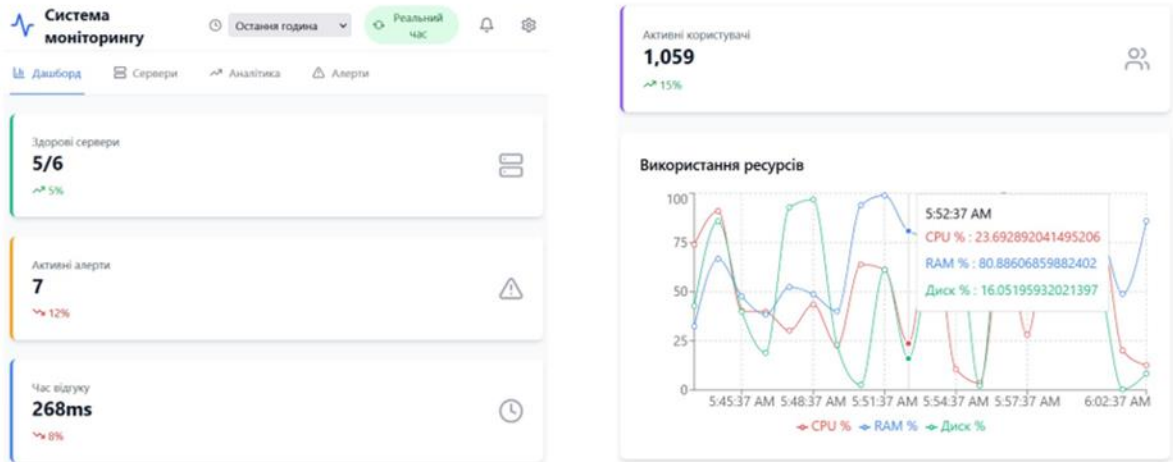 Система
моніторингу
Остання година
Реальний
час
Дашборд
Сервери
Аналітика
Алерти
Здорові сервери
5/6
5%
Активні алерти
7
12%
Час відгуку
268ms
8%
Активні користувачі
1,059
15%
Використання ресурсів
100
75
50
25
0
5:52:37 AM
CPU % : 23.692892041495206
RAM % : 80.88606859882402
Диск % : 16.05195932021397
5:45:37 AM 5:48:37 AM 5:51:37 AM 5:54:37 AM 5:57:37 AM 6:02:37 AM
CPU % RAM % Диск %